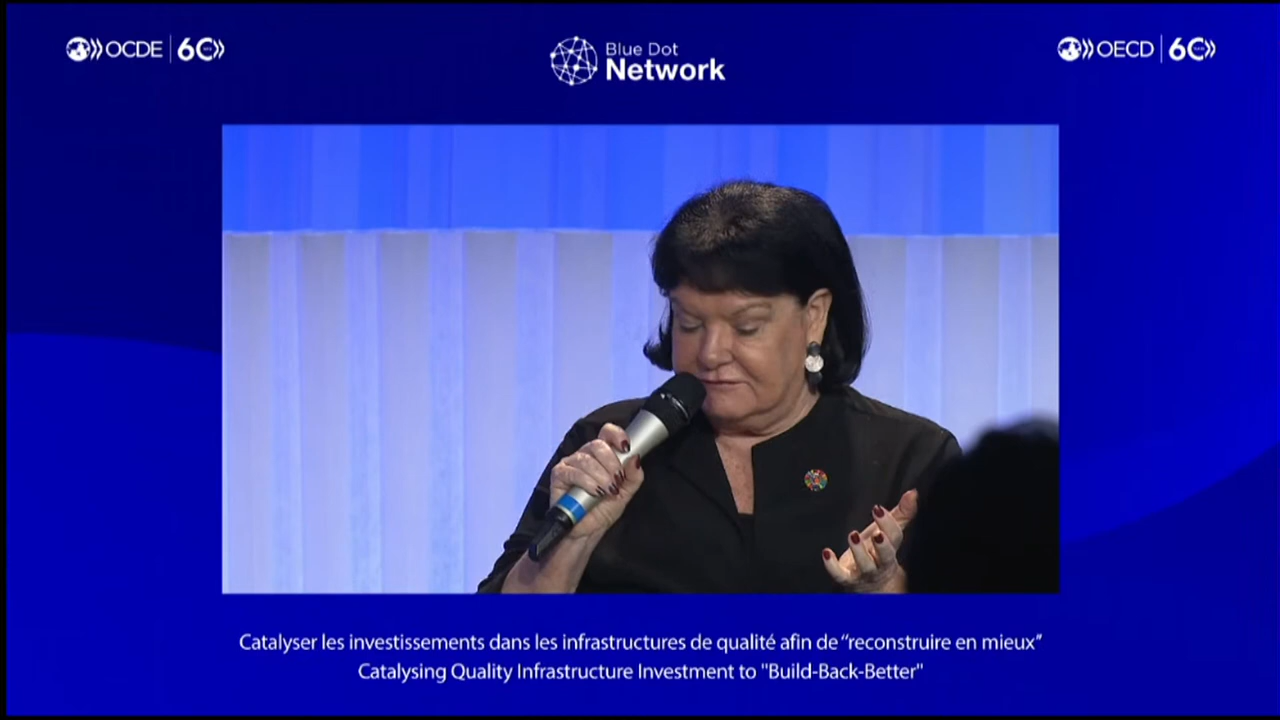 OCDE 60
Blue Dot
Network
OECD 60
Catalyser les investissements dans les infrastructures de qualité afin de “reconstruire en mieux”
Catalysing Quality Infrastructure Investment to "Build-Back-Better"